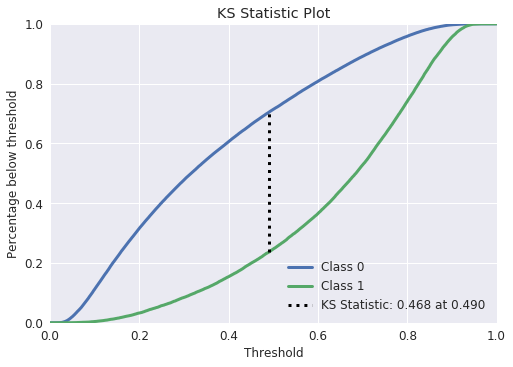 KS Statistic Plot
1.0
0.8
0.6
0.4
0.2
0.0
Percentage below threshold
Class 0
Class 1
KS Statistic: 0.468 at 0.490
0.0 0.2 0.4 0.6 0.8 1.0
Threshold